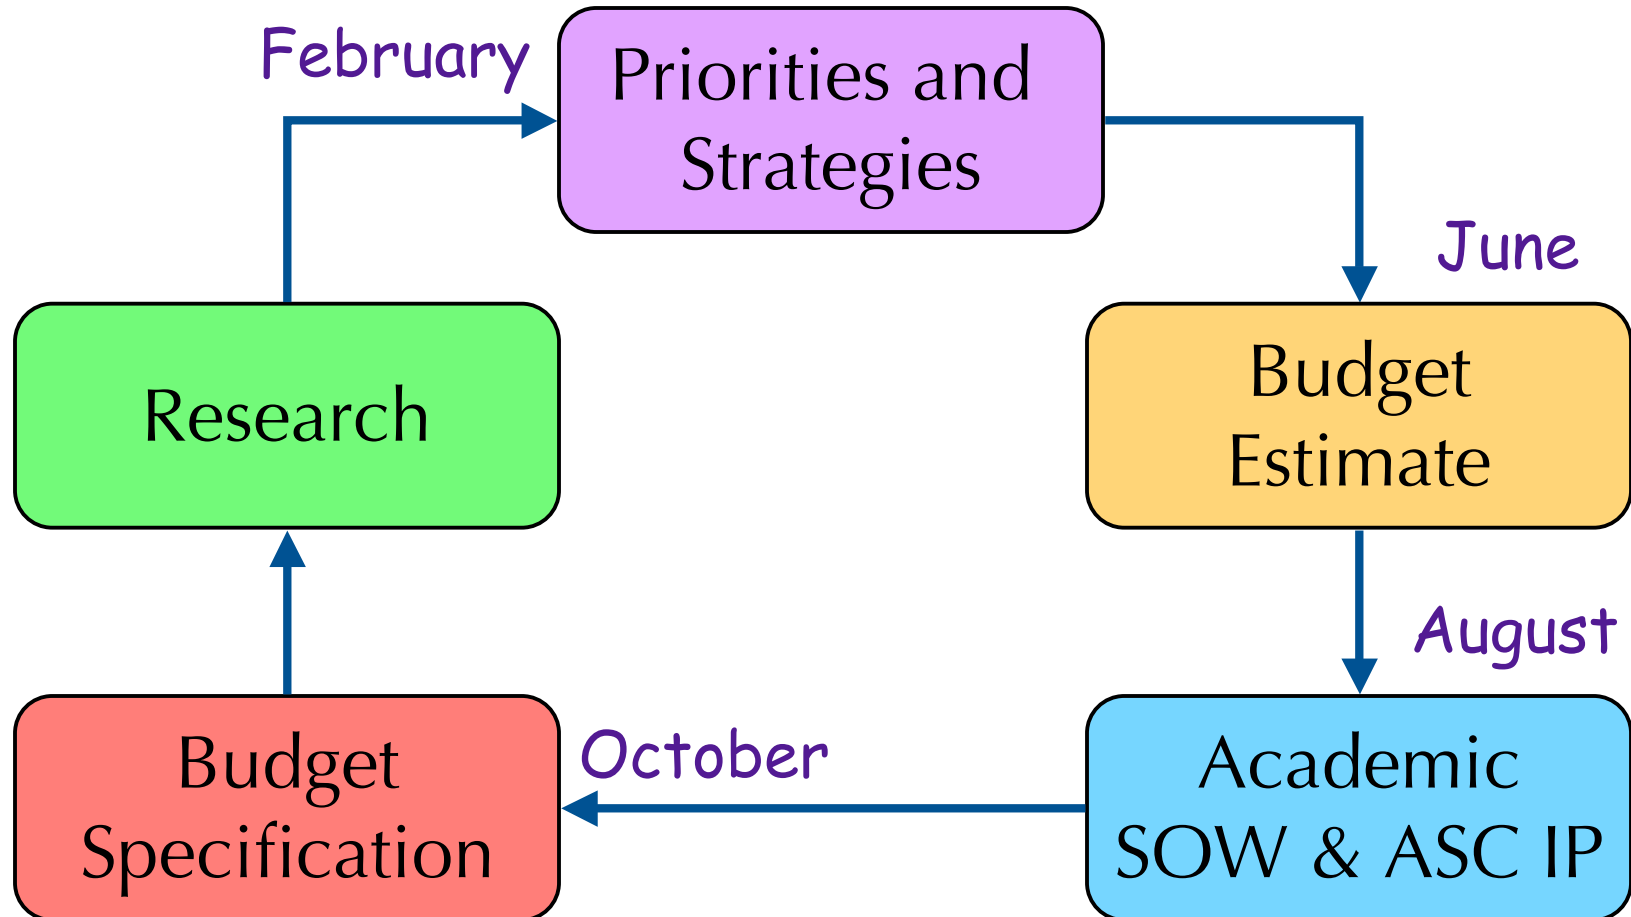 February
Priorities and
Strategies
June
Research
Budget
Estimate
August
Budget
Specification
October
Academic
SOW & ASC IP